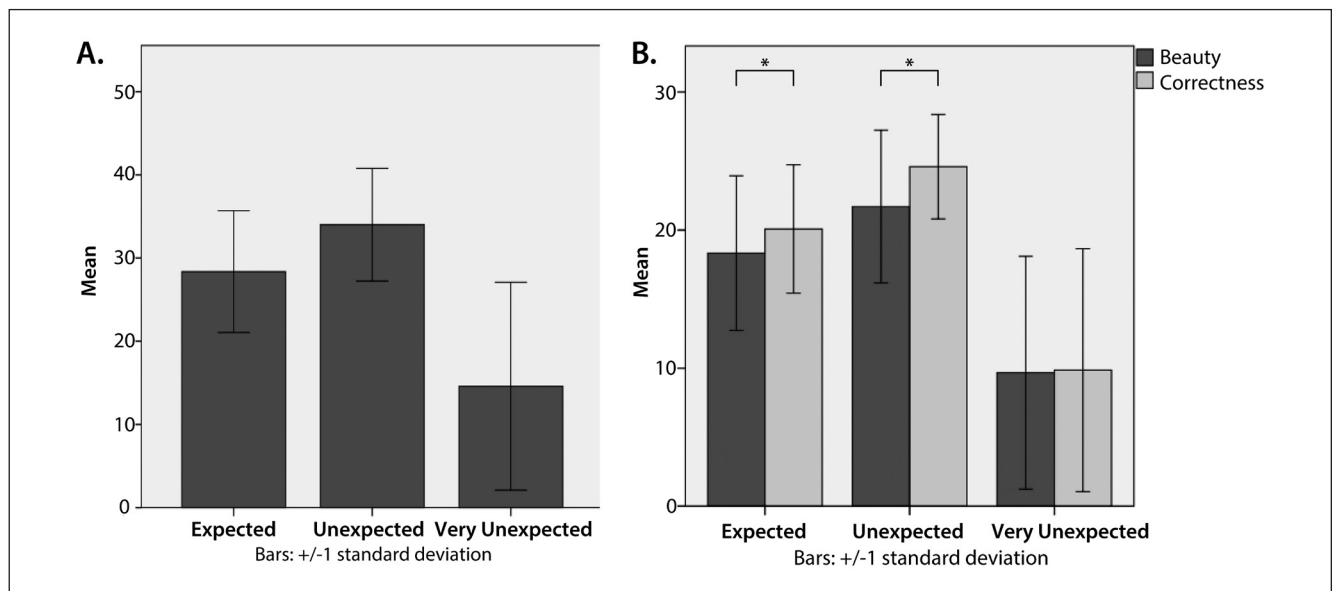 A.
50
40
30
20
10
0
Mean
Expected Unexpected Very Unexpected
Bars: +/-1 standard deviation
B.
Beauty
Correctness
* *
30
20
10
0
Mean
Expected Unexpected Very Unexpected
Bars: +/-1 standard deviation